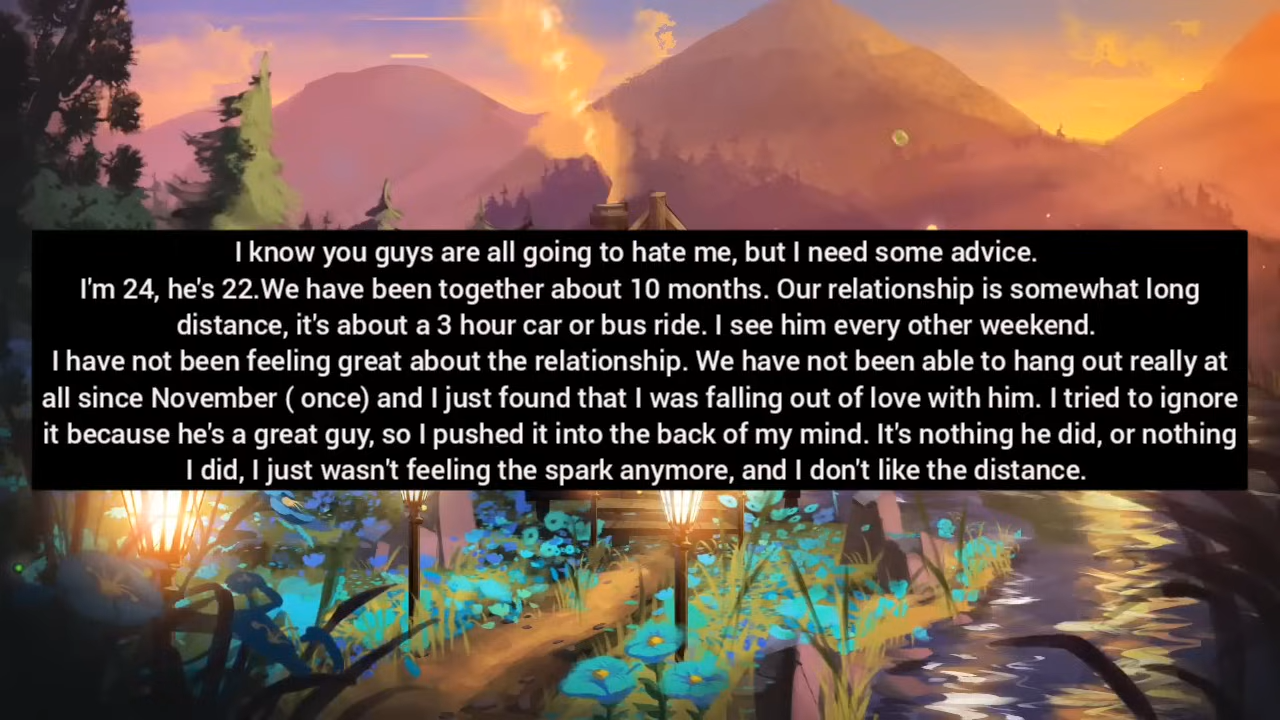 I know you guys are all going to hate me, but I need some advice.
I'm 24, he's 22.We have been together about 10 months. Our relationship is somewhat long
distance, it's about a 3 hour car or bus ride. I see him every other weekend.
I have not been feeling great about the relationship. We have not been able to hang out really at
all since November ( once) and I just found that I was falling out of love with him. I tried to ignore
it because he's a great guy, so I pushed it into the back of my mind. It's nothing he did, or nothing
I did, I just wasn't feeling the spark anymore, and I don't like the distance.